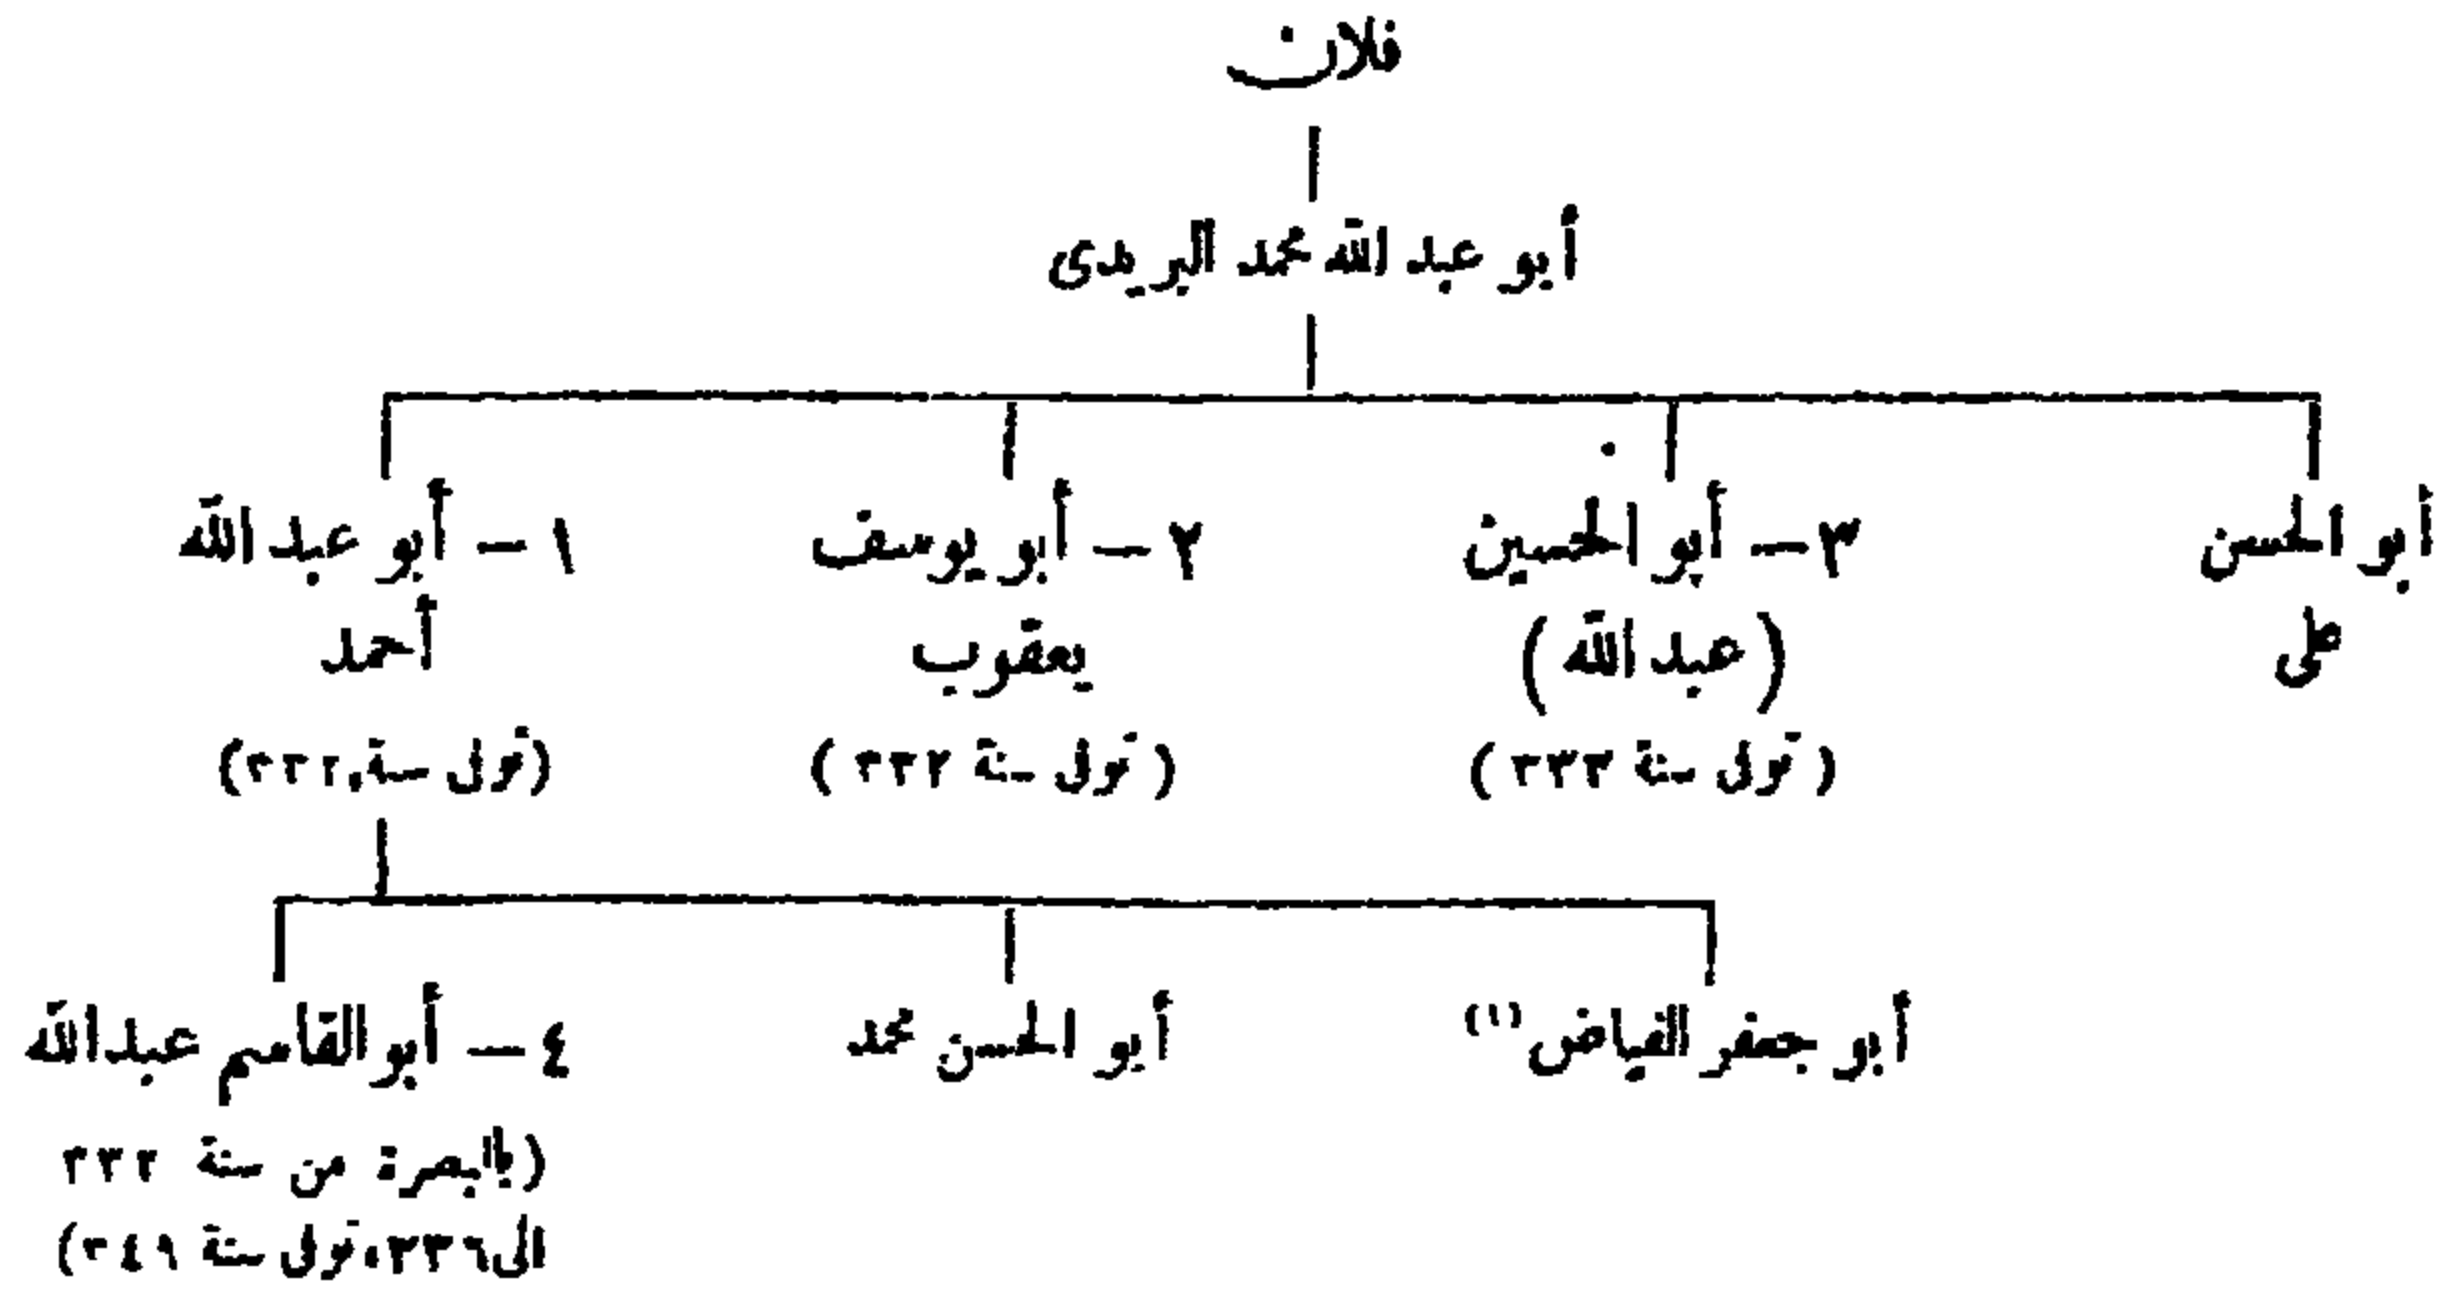 فلان
أبو عبد الله محمد البريدى
أبو الحسن
على
٣ – أبو الحسين
(عبد الله)
(توفى سنة ٣٣٣)
٢ – أبو يوسف
يعقوب
(توفى سنة ٣٣٢)
١ – أبو عبد الله
أحمد
(توفى سنة ٣٣٢)
أبو جعفر الفياض (١)
أبو الحسن محمد
٤ – أبو القاسم عبد الله
(بالبصرة من سنة ٣٣٢
الى ٣٣٦، توفى سنة ٣٤٩)